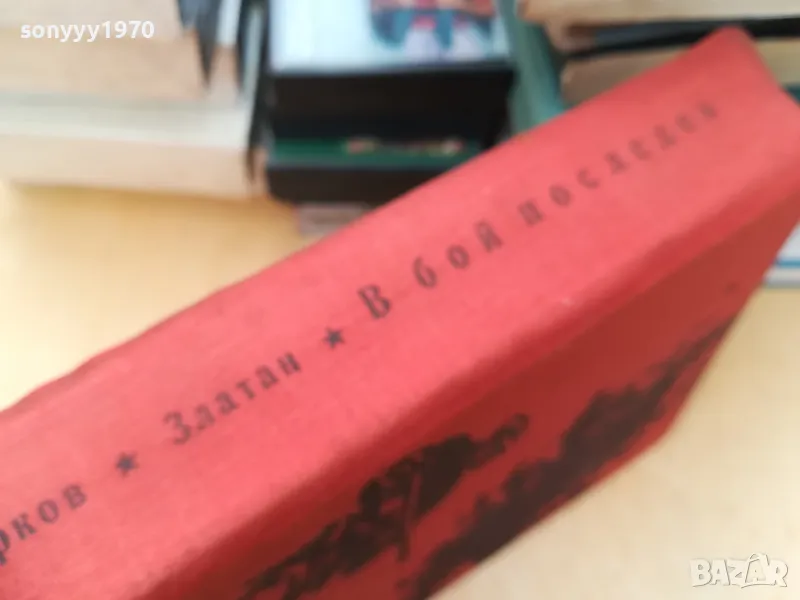 sonyyy1970
рков ★ Златан ★ В бой последен
BAZAR